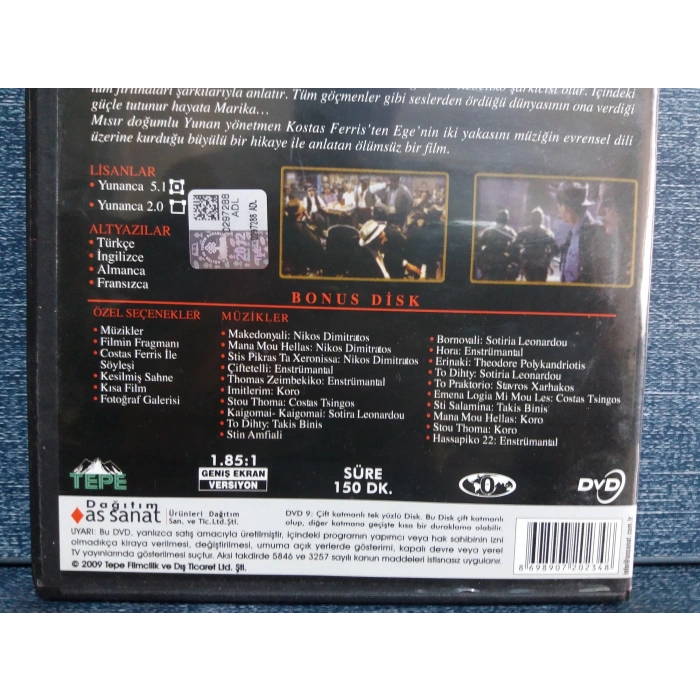 tüm fırtınaları şarkılarıyla anlatır. Tüm göçmenler gibi seslerden ördüğü dünyasının ona verdiği
güçle tutunur hayata Marika...
Mısır doğumlu Yunan yönetmen Kostas Ferris'ten Ege'nin iki yakasını müziğin evrensel dili
üzerine kurduğu büyülü bir hikaye ile anlatan ölümsüz bir film.
LİSANLAR
• Yunanca 5.1
• Yunanca 2.0
ALTYAZILAR
• Türkçe
• İngilizce
• Almanca
• Fransızca
0297288
ADL
BONUS DİSK
ÖZEL SEÇENEKLER
• Müzikler
• Filmin Fragmanı
• Costas Ferris İle
Söyleşi
• Kesilmiş Sahne
• Kısa Film
• Fotoğraf Galerisi
MÜZİKLER
• Makedonyali: Nikos Dimitratos
• Mana Mou Hellas: Nikos Dimitratos
• Stis Pikras Ta Xeronissa: Nikos Dimitratos
• Çiftetelli: Enstrümantal
• Thomas Zeimbekiko: Enstrümantal
• Imitlerim: Koro
• Stou Thoma: Costas Tsingos
• Kaigomai- Kaigomai: Sotira Leonardou
• To Dihty: Takis Binis
• Stin Amfiali
• Bornovali: Sotiria Leonardou
• Hora: Enstrümantal
• Erinaki: Theodore Polykandriotis
• To Dihty: Sotiria Leonardou
• To Praktorio: Stavros Xarhakos
• Emena Logia Mi Mou Les: Costas Tsingos
• Sti Salamina: Takis Binis
• Mana Mou Hellas: Koro
• Stou Thoma: Koro
• Hassapiko 22: Enstrümantal
TEPE
1.85:1
GENİŞ EKRAN
VERSİYON
SÜRE
150 DK.
0
DVD
Dağıtım
as sanat
Ürünleri Dağıtım
San. ve Tic.Ltd.Şti.
DVD 9: Çift katmanlı tek yüzlü Disk. Bu Disk çift katmanlı
olup, diğer katmana geçişte kısa bir duraklama olabilir.
UYARI: Bu DVD, yanlızca satış amacıyla üretilmiştir, içindeki programın yapımcı veya hak sahibinin izni
olmadıkça kiraya verilmesi, değiştirilmesi, umuma açık yerlerde gösterimi, kapalı devre veya yerel
TV yayınlarında gösterilmesi suçtur. Aksi takdirde 5846 ve 3257 sayılı kanun maddeleri istisnasız uygulanır.
© 2009 Tepe Filmcilik ve Dış Ticaret Ltd. Şti.
8 698907 202348